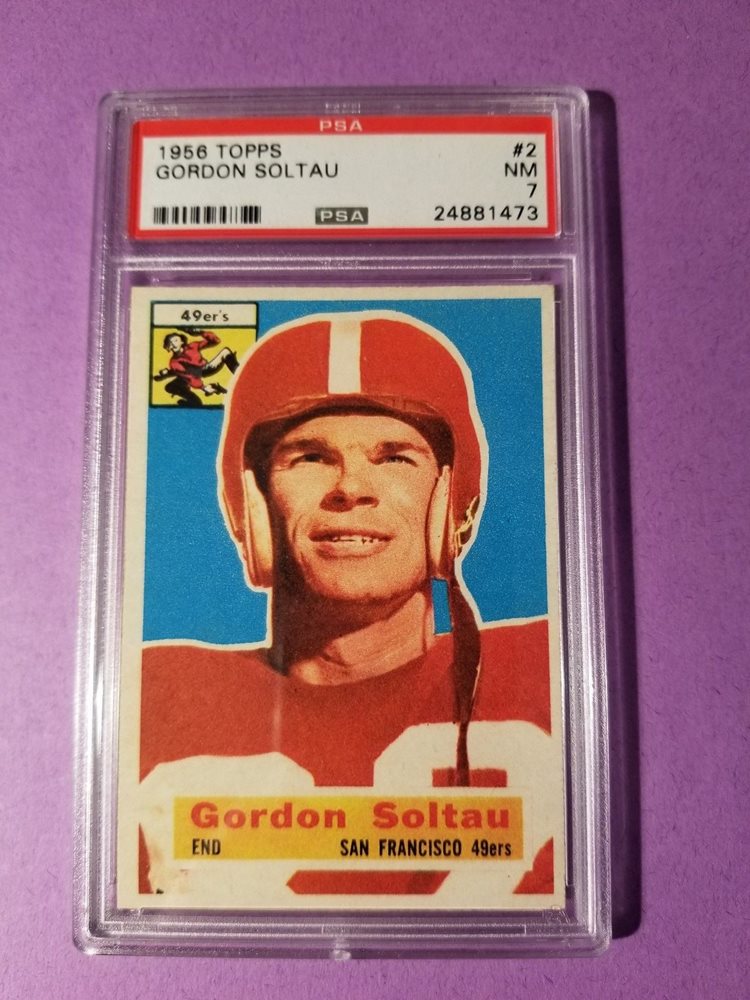 PSA
1956 TOPPS #2
GORDON SOLTAU NM
7
PSA 24881473
49er's
Gordon Soltau
END SAN FRANCISCO 49ers